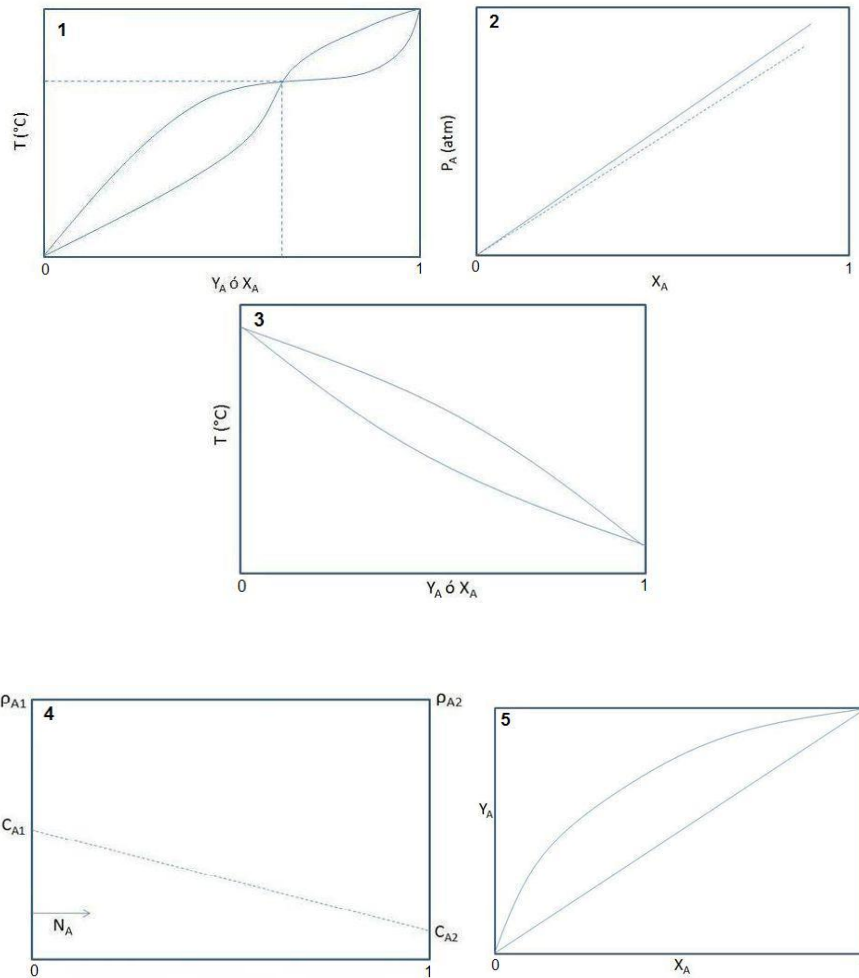 1
T (°C)
0
1
Y_A ó X_A
2
P_A (atm)
0
1
X_A
3
T (°C)
0
1
Y_A ó X_A
ρ_A1
4
ρ_A2
C_A1
N_A
C_A2
0
1
5
Y_A
0
X_A